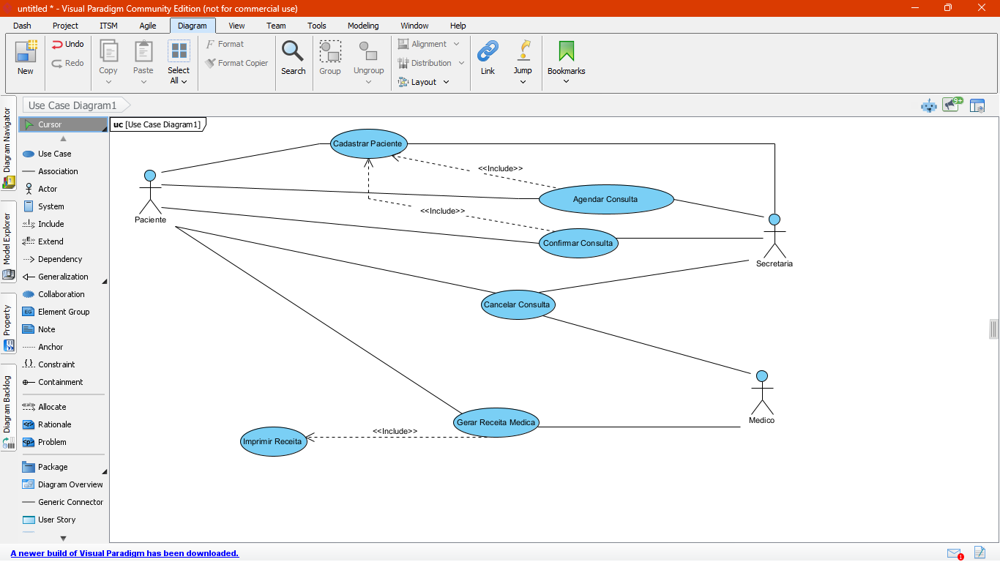 untitled * - Visual Paradigm Community Edition (not for commercial use)
Dash Project ITSM Agile Diagram View Team Tools Modeling Window Help
New
Undo
Redo
Copy
Paste
Select
All
Format
Format Copier
Search
Group
Ungroup
Alignment
Distribution
Layout
Link
Jump
Bookmarks
Use Case Diagram1
9+
Diagram Navigator
Model Explorer
Property
Diagram Backlog
Cursor
Use Case
Association
Actor
System
Include
Extend
Dependency
Generalization
Collaboration
EG Element Group
Note
Anchor
{} Constraint
Containment
Allocate
<r> Rationale
<p> Problem
Package
Diagram Overview
Generic Connector
User Story
uc [Use Case Diagram1]
Cadastrar Paciente
<<Include>>
Paciente
Agendar Consulta
<<Include>>
Confirmar Consulta
Secretaria
Cancelar Consulta
Medico
Gerar Receita Medica
<<Include>>
Imprimir Receita
A newer build of Visual Paradigm has been downloaded.
1